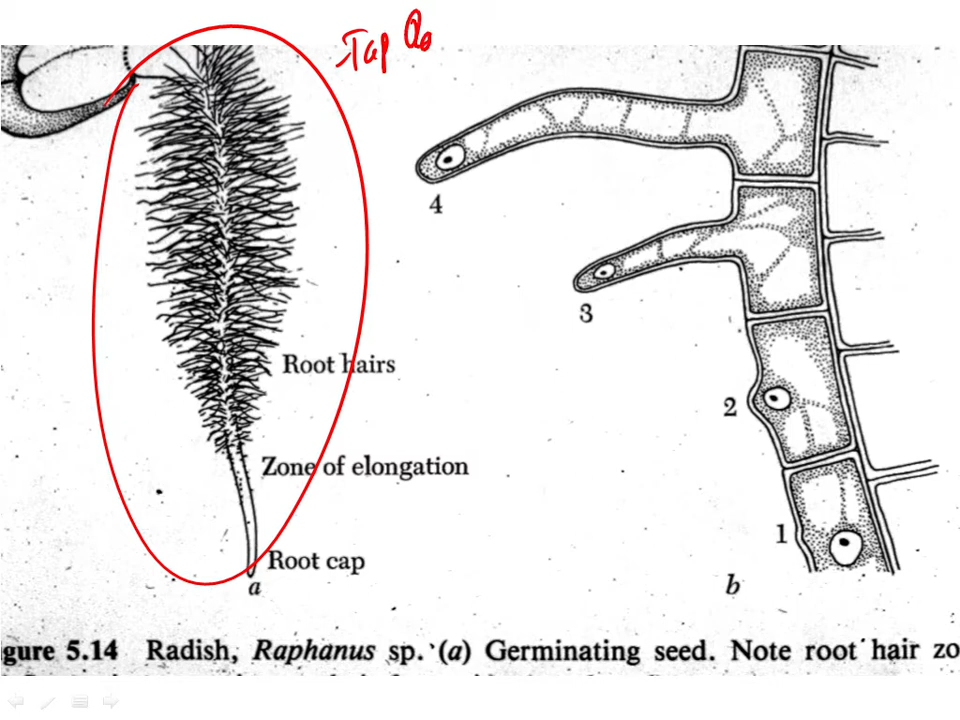 Tap
4
3
Root hairs
2
Zone of elongation
1
Root cap
a
b
gure 5.14 Radish, Raphanus sp. (a) Germinating seed. Note root hair zo